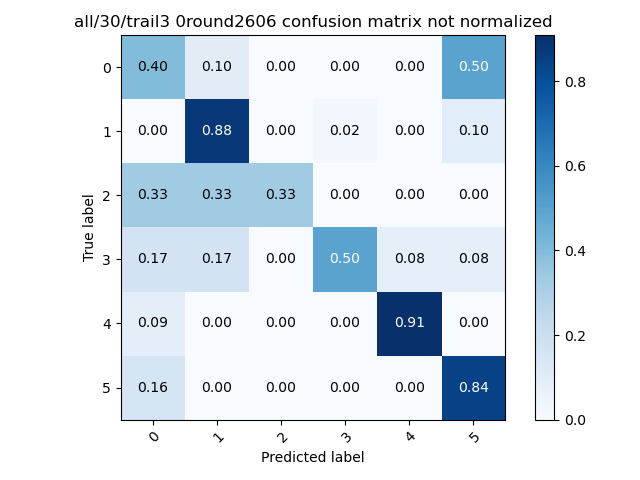 all/30/trail3 0round2606 confusion matrix not normalized
0 0.40 0.10 0.00 0.00 0.00 0.50
1 0.00 0.88 0.00 0.02 0.00 0.10
2 0.33 0.33 0.33 0.00 0.00 0.00
3 0.17 0.17 0.00 0.50 0.08 0.08
4 0.09 0.00 0.00 0.00 0.91 0.00
5 0.16 0.00 0.00 0.00 0.00 0.84
True label
0 1 2 3 4 5
Predicted label
0.8
0.6
0.4
0.2
0.0